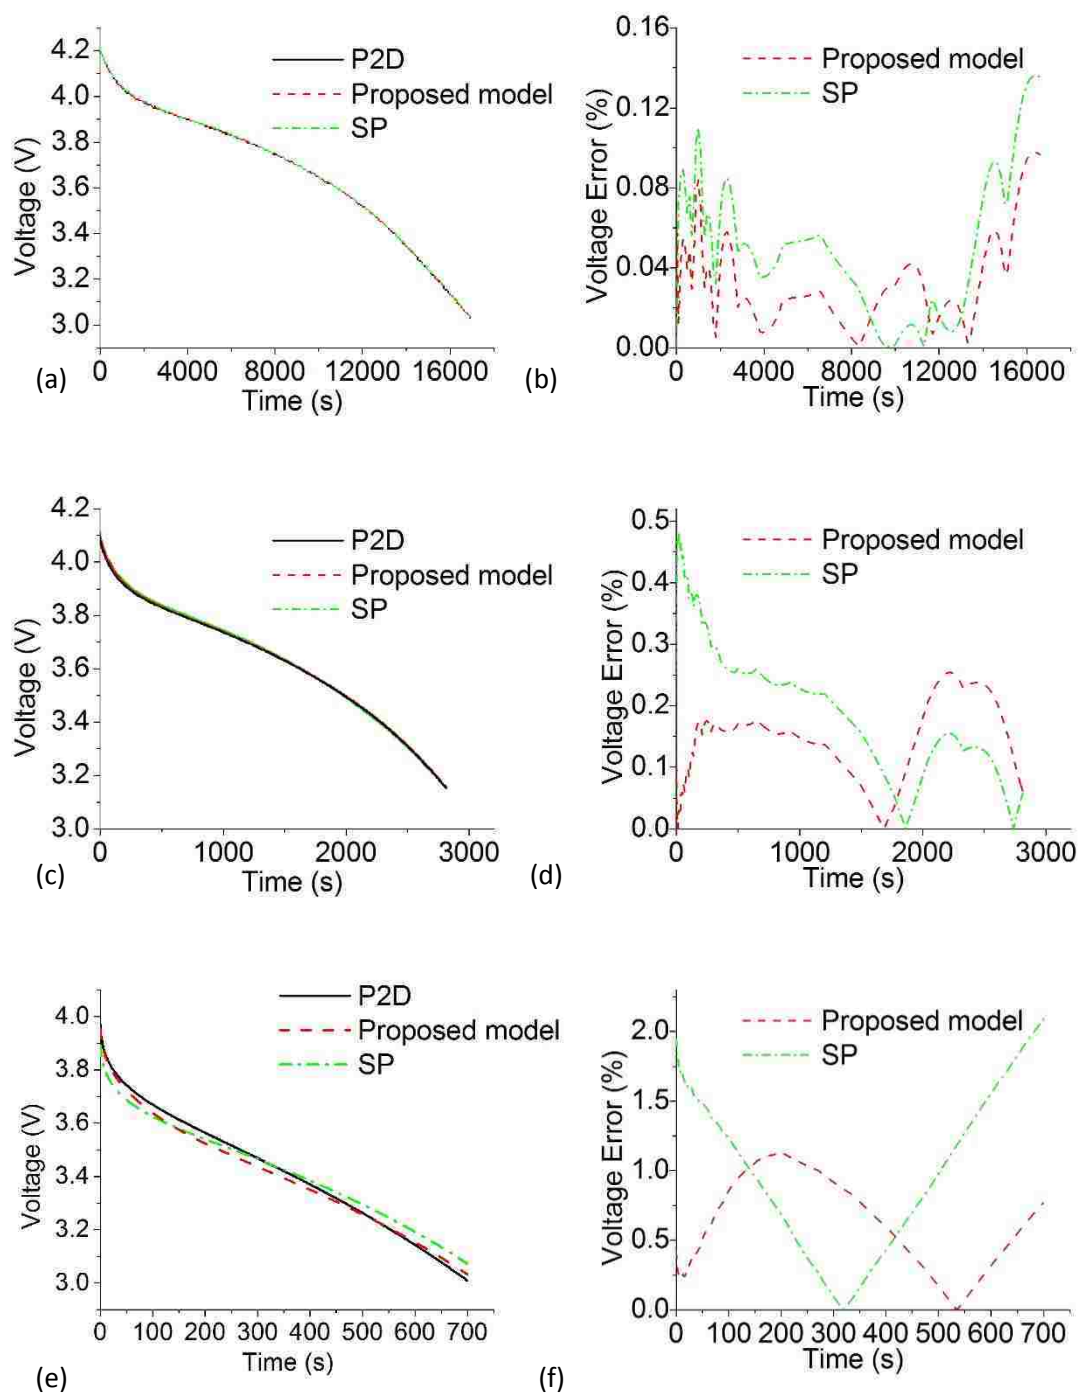 4.2
4.0
3.8
3.6
3.4
3.2
3.0
Voltage (V)
P2D
Proposed model
SP
0 4000 8000 12000 16000
Time (s)
(a)
0.16
0.12
0.08
0.04
0.00
Voltage Error (%)
Proposed model
SP
0 4000 8000 12000 16000
Time (s)
(b)
4.2
4.0
3.8
3.6
3.4
3.2
3.0
Voltage (V)
P2D
Proposed model
SP
0 1000 2000 3000
Time (s)
(c)
0.5
0.4
0.3
0.2
0.1
0.0
Voltage Error (%)
Proposed model
SP
0 1000 2000 3000
Time (s)
(d)
4.0
3.8
3.6
3.4
3.2
3.0
Voltage (V)
P2D
Proposed model
SP
0 100 200 300 400 500 600 700
Time (s)
(e)
2.0
1.5
1.0
0.5
0.0
Voltage Error (%)
Proposed model
SP
0 100 200 300 400 500 600 700
Time (s)
(f)